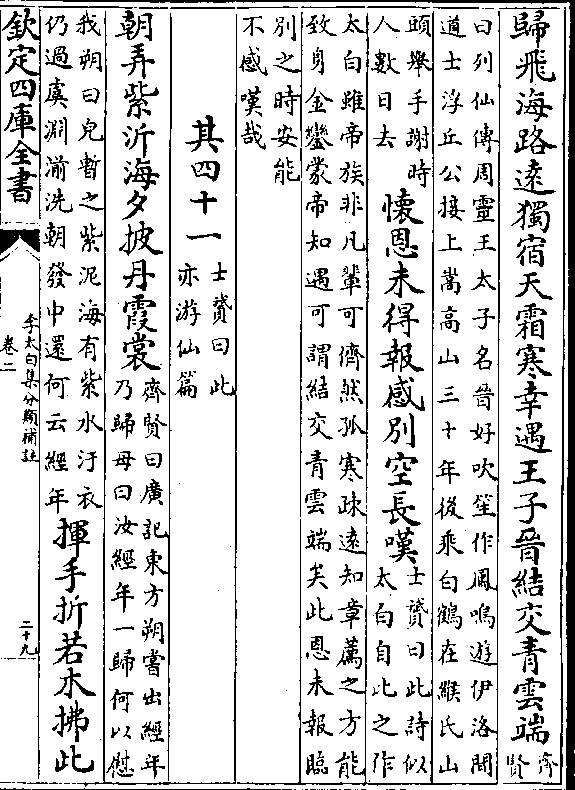 歸飛海路遠獨宿天霜寒幸遇王子晉結交青雲端齊賢
曰列仙傳周靈王太子名晉好吹笙作鳳鳴遊伊洛間
道士浮丘公接上嵩高山三十年後乘白鶴在緱氏山
頭舉手謝時人數日去懷恩未得報感別空長嘆士贇曰此詩似太白自此之作
太白雖帝族非凡輩可儕然孤寒疎遠知章薦之方能
致身金鑾蒙帝知遇可謂結交青雲端矣此恩未報臨
別之時安能
不感嘆哉
其四十一士贇曰此亦游仙篇
朝弄紫沂海夕披丹霞裳齊賢曰廣記東方朔嘗出經年乃歸母曰汝經年一歸何以慰
我朔曰兒暫之紫泥海有紫水汙衣仍過虞淵湔洗朝發中還何云經年揮手折若木拂此
欽定四庫全書
李太白集分類補註
卷二
二十九